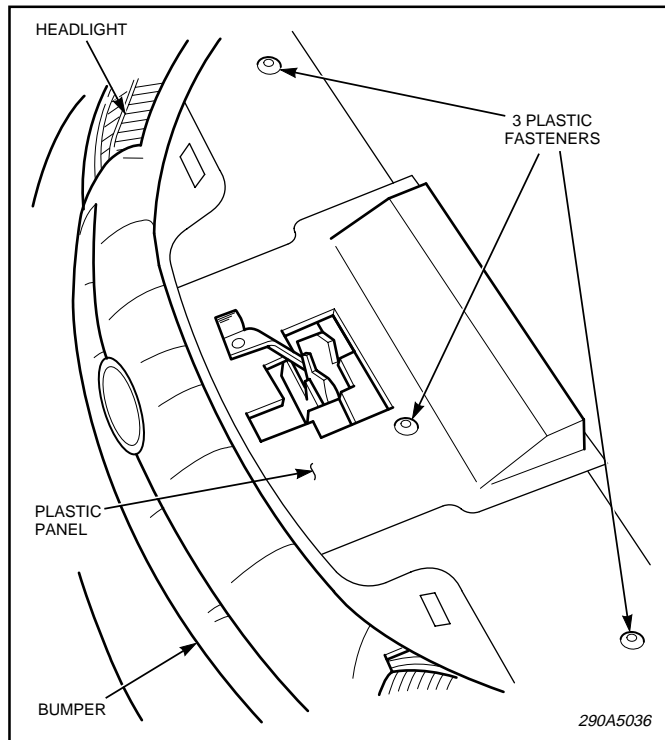 HEADLIGHT
3 PLASTIC
FASTENERS
PLASTIC
PANEL
BUMPER
290A5036